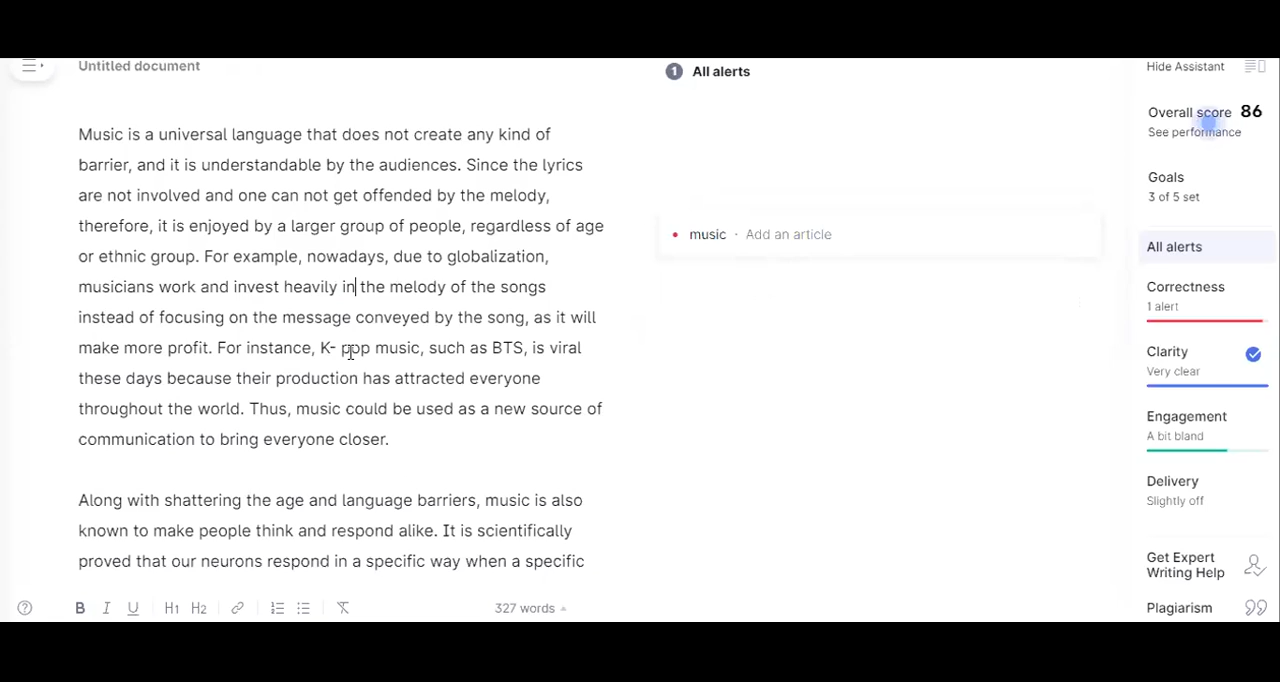 Untitled document
Music is a universal language that does not create any kind of
barrier, and it is understandable by the audiences. Since the lyrics
are not involved and one can not get offended by the melody,
therefore, it is enjoyed by a larger group of people, regardless of age
or ethnic group. For example, nowadays, due to globalization,
musicians work and invest heavily in the melody of the songs
instead of focusing on the message conveyed by the song, as it will
make more profit. For instance, K- pop music, such as BTS, is viral
these days because their production has attracted everyone
throughout the world. Thus, music could be used as a new source of
communication to bring everyone closer.
Along with shattering the age and language barriers, music is also
known to make people think and respond alike. It is scientifically
proved that our neurons respond in a specific way when a specific
B I U H1 H2 327 words
1 All alerts
music · Add an article
Hide Assistant
Overall score 86
See performance
Goals
3 of 5 set
All alerts
Correctness
1 alert
Clarity
Very clear
Engagement
A bit bland
Delivery
Slightly off
Get Expert
Writing Help
Plagiarism